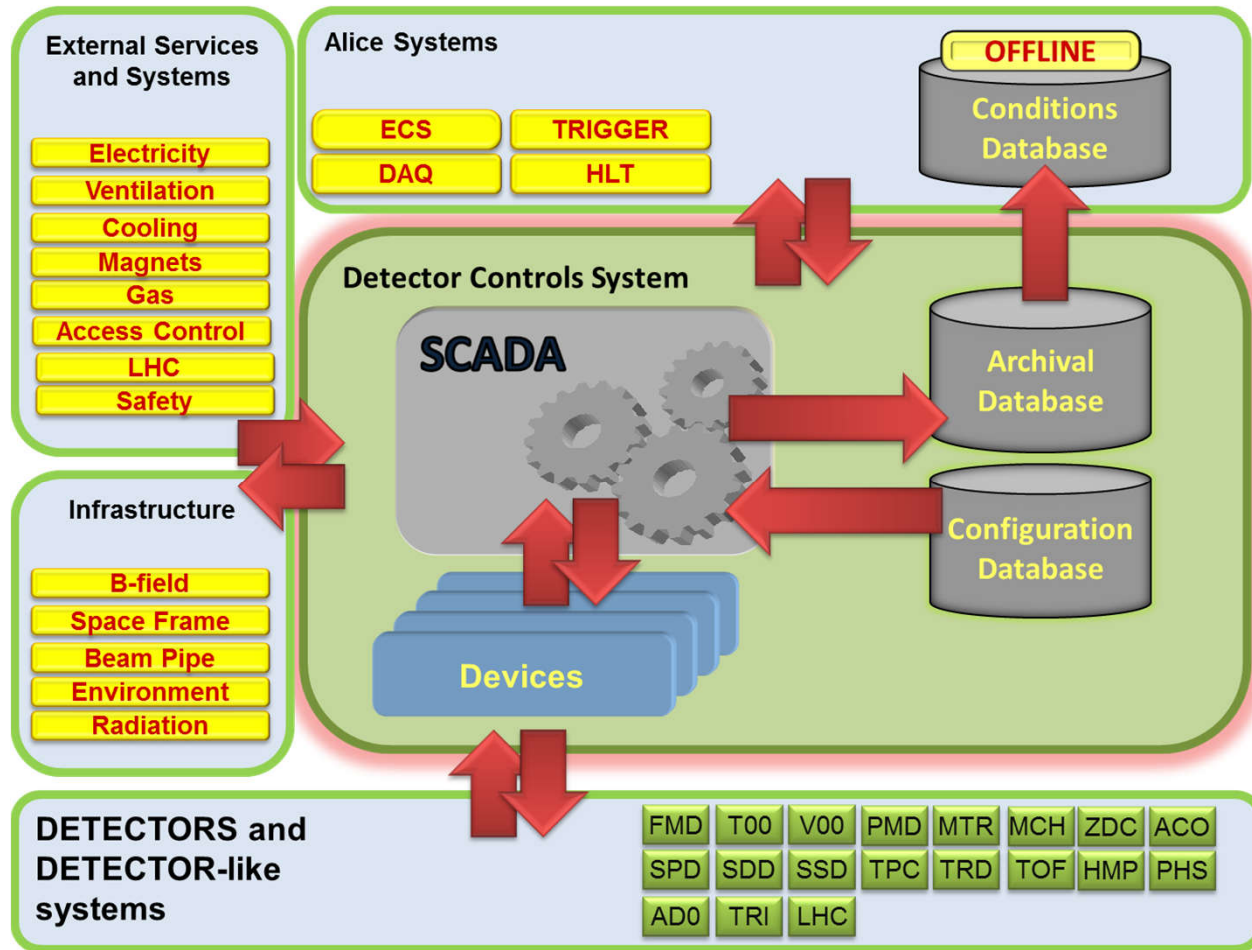 External Services
and Systems
Electricity
Ventilation
Cooling
Magnets
Gas
Access Control
LHC
Safety
Infrastructure
B-field
Space Frame
Beam Pipe
Environment
Radiation
Alice Systems
ECS
TRIGGER
DAQ
HLT
OFFLINE
Conditions
Database
Detector Controls System
SCADA
Archival
Database
Configuration
Database
Devices
DETECTORS and
DETECTOR-like
systems
FMD T00 V00 PMD MTR MCH ZDC ACO
SPD SDD SSD TPC TRD TOF HMP PHS
AD0 TRI LHC